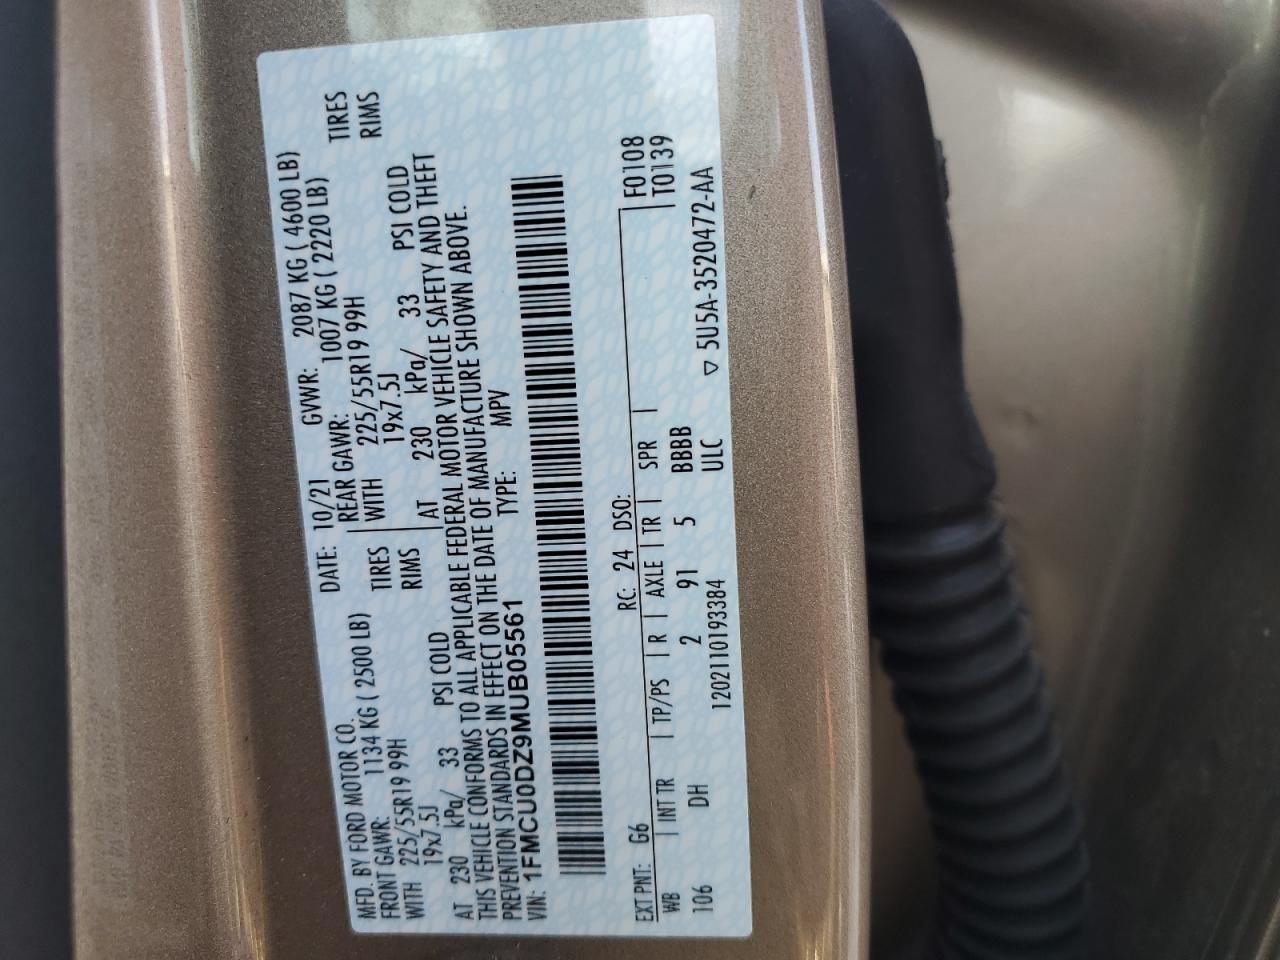 MFD. BY FORD MOTOR CO.
DATE: 10/21 GVWR: 2087 KG ( 4600 LB)
FRONT GAWR: 1134 KG ( 2500 LB) REAR GAWR: 1007 KG ( 2220 LB)
WITH 225/55R19 99H TIRES WITH 225/55R19 99H TIRES
19x7.5J RIMS 19x7.5J RIMS
AT 230 kPa/ 33 PSI COLD AT 230 kPa/ 33 PSI COLD
THIS VEHICLE CONFORMS TO ALL APPLICABLE FEDERAL MOTOR VEHICLE SAFETY AND THEFT
PREVENTION STANDARDS IN EFFECT ON THE DATE OF MANUFACTURE SHOWN ABOVE.
VIN: 1FMCU0DZ9MUB05561 TYPE: MPV
EXT PNT: G6 RC: 24 DSO: F0108
WB INT TR TP/PS R AXLE TR SPR T0139
106 DH 2 91 5 BBBB
1202110193384 ULC ▽ 5U5A-3520472-AA